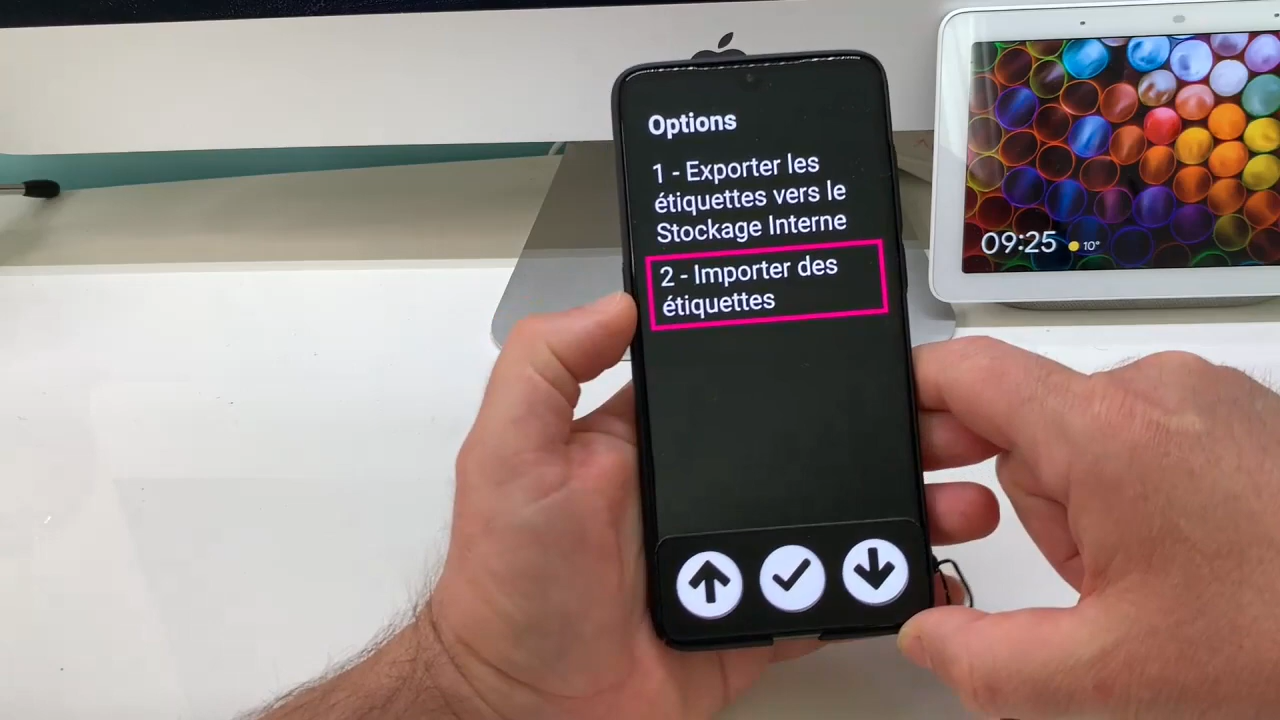 Options
1 - Exporter les
étiquettes vers le
Stockage Interne
2 - Importer des
étiquettes
09:25
10°